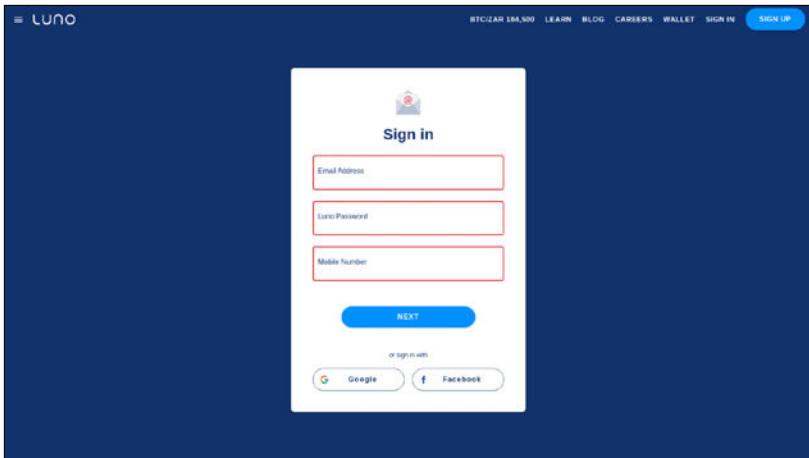 LUNO
BTC/ZAR 184,500 LEARN BLOG CAREERS WALLET SIGN IN SIGN UP
Sign in
Email Address
Luno Password
Mobile Number
NEXT
or sign in with
Google Facebook